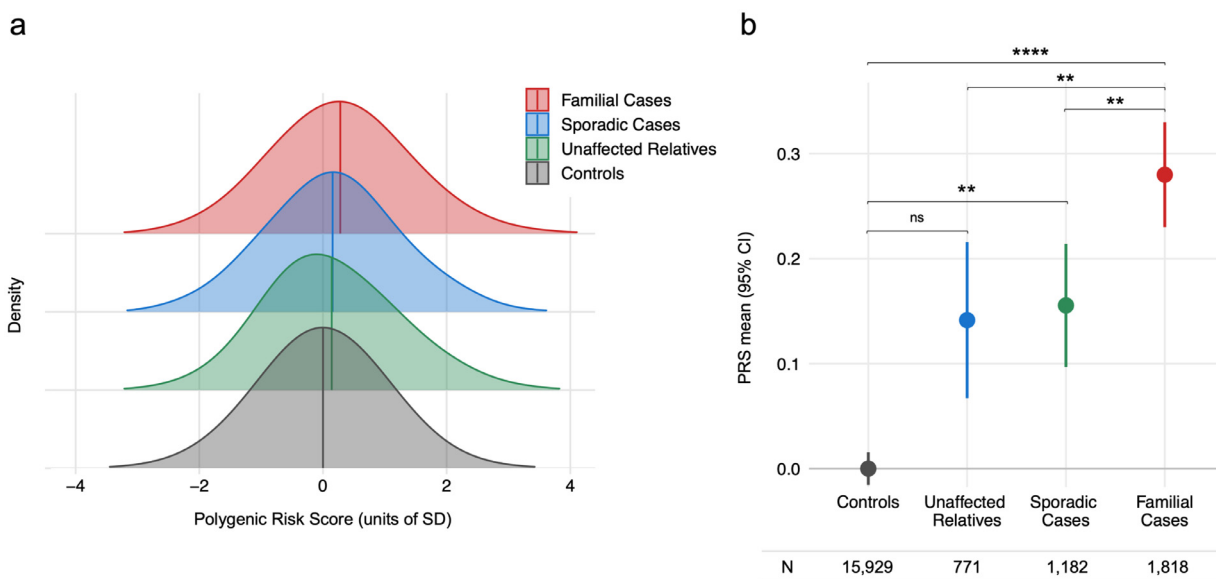 a
Familial Cases
Sporadic Cases
Unaffected Relatives
Controls
Density
−4
−2
0
2
4
Polygenic Risk Score (units of SD)
b
****
**
**
**
ns
PRS mean (95% CI)
0.3
0.2
0.1
0.0
Controls
Unaffected
Relatives
Sporadic
Cases
Familial
Cases
N 15,929 771 1,182 1,818